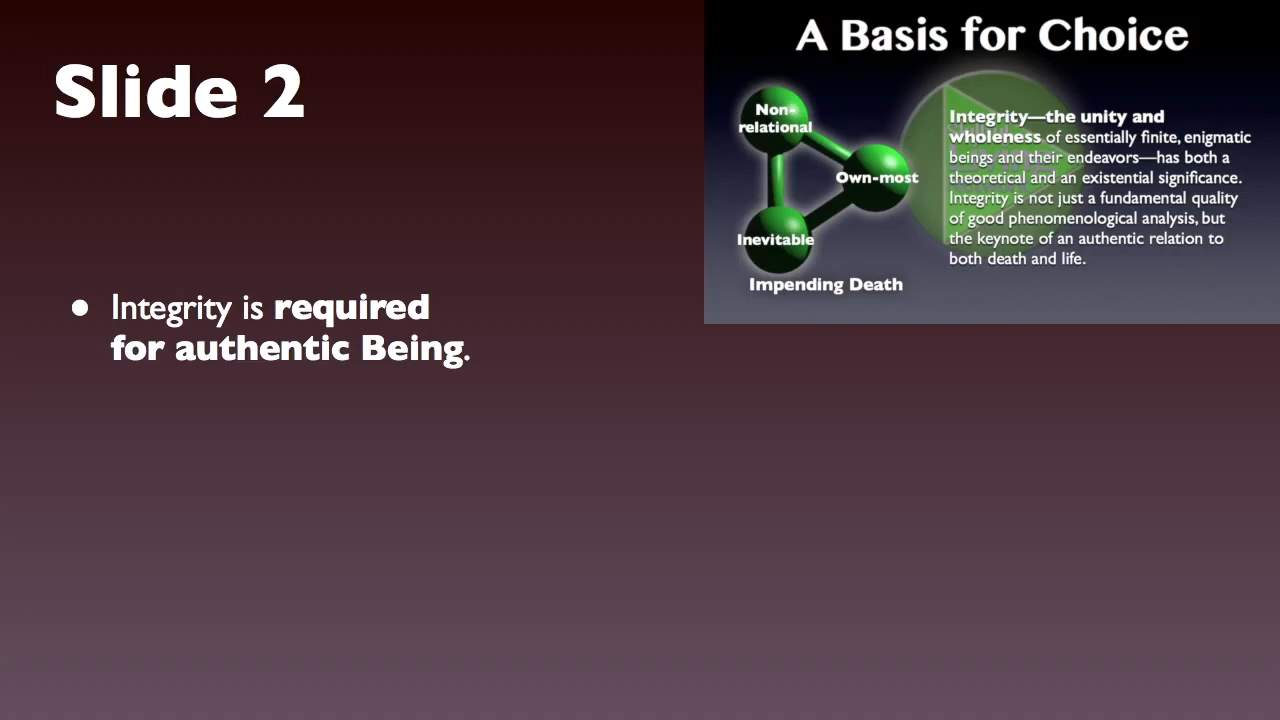 Slide 2
• Integrity is required
for authentic Being.
A Basis for Choice
Non-
relational
Own-most
Inevitable
Impending Death
Integrity—the unity and
wholeness of essentially finite, enigmatic
beings and their endeavors—has both a
theoretical and an existential significance.
Integrity is not just a fundamental quality
of good phenomenological analysis, but
the keynote of an authentic relation to
both death and life.